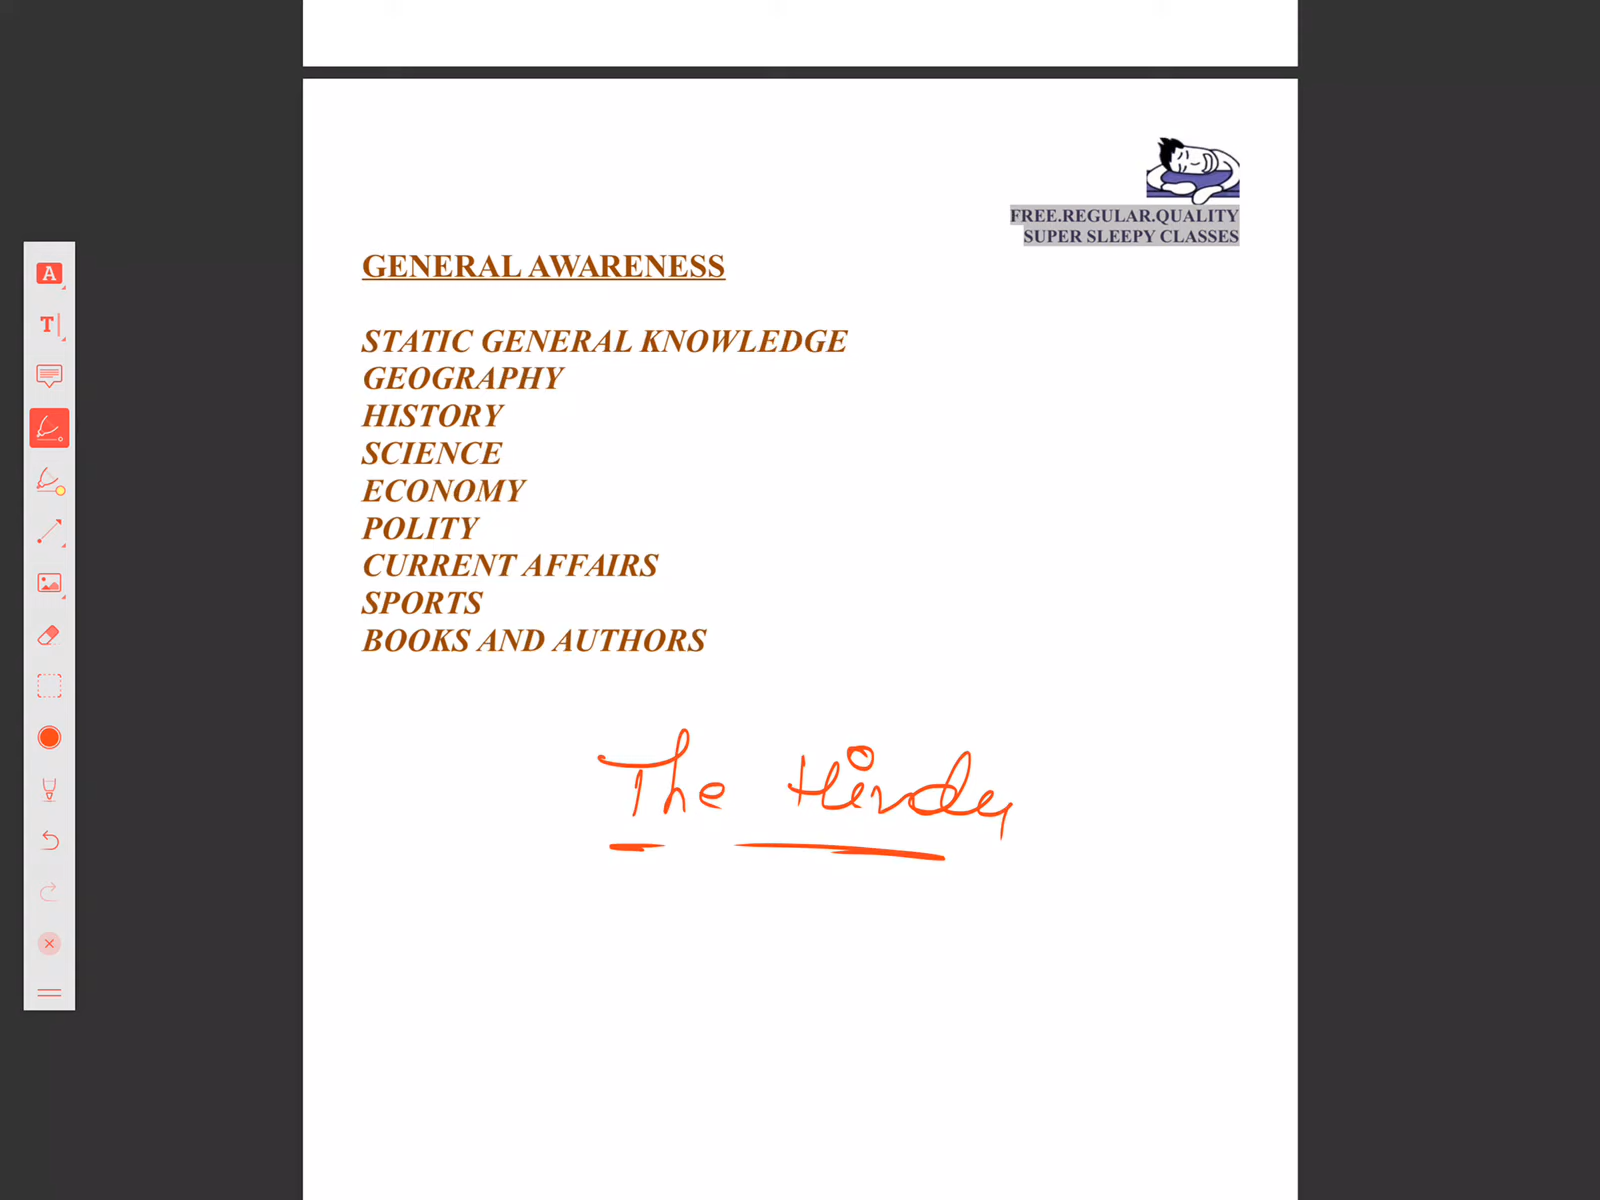 FREE.REGULAR.QUALITY
SUPER SLEEPY CLASSES
GENERAL AWARENESS
STATIC GENERAL KNOWLEDGE
GEOGRAPHY
HISTORY
SCIENCE
ECONOMY
POLITY
CURRENT AFFAIRS
SPORTS
BOOKS AND AUTHORS
The Hindu
A
T